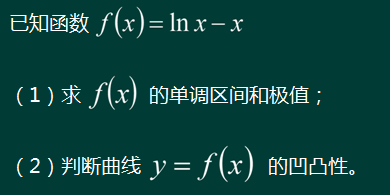 已知函数 f(x)=ln x−x
（1）求 f(x) 的单调区间和极值；
（2）判断曲线 y=f(x) 的凹凸性。